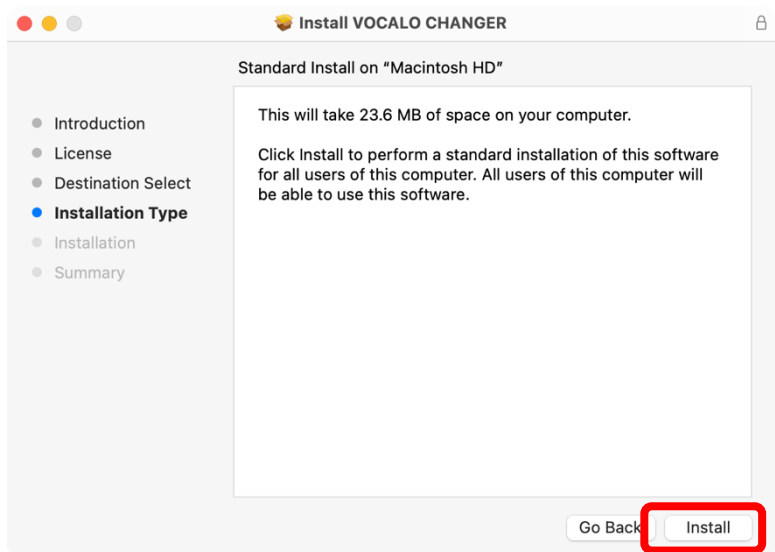 Install VOCALO CHANGER
Standard Install on “Macintosh HD”
Introduction
License
Destination Select
Installation Type
Installation
Summary
This will take 23.6 MB of space on your computer.
Click Install to perform a standard installation of this software
for all users of this computer. All users of this computer will
be able to use this software.
Go Back
Install